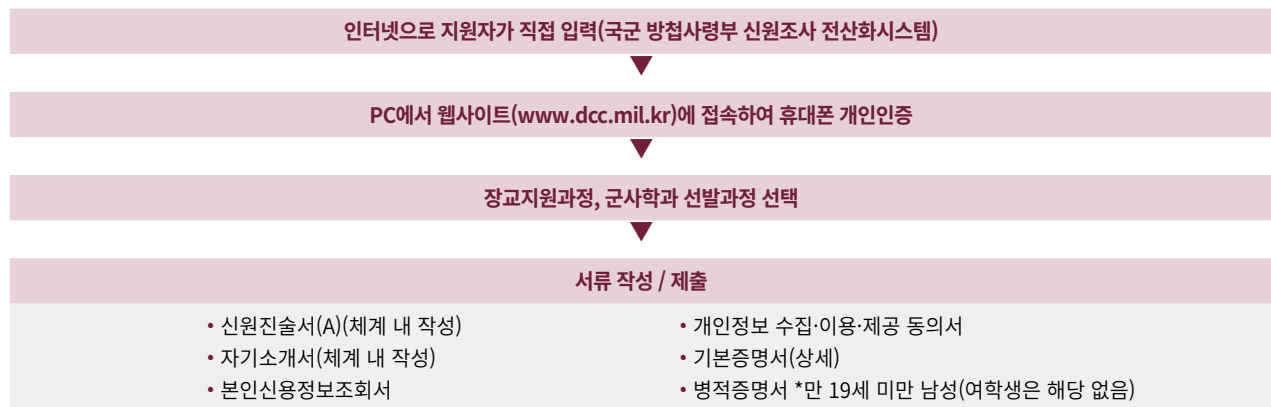 인터넷으로 지원자가 직접 입력(국군 방첩사령부 신원조사 전산화시스템)
PC에서 웹사이트(www.dcc.mil.kr)에 접속하여 휴대폰 개인인증
장교지원과정, 군사학과 선발과정 선택
서류 작성 / 제출
• 신원진술서(A)(체계 내 작성)
• 자기소개서(체계 내 작성)
• 본인신용정보조회서
• 개인정보 수집·이용·제공 동의서
• 기본증명서(상세)
• 병적증명서 *만 19세 미만 남성(여학생은 해당 없음)